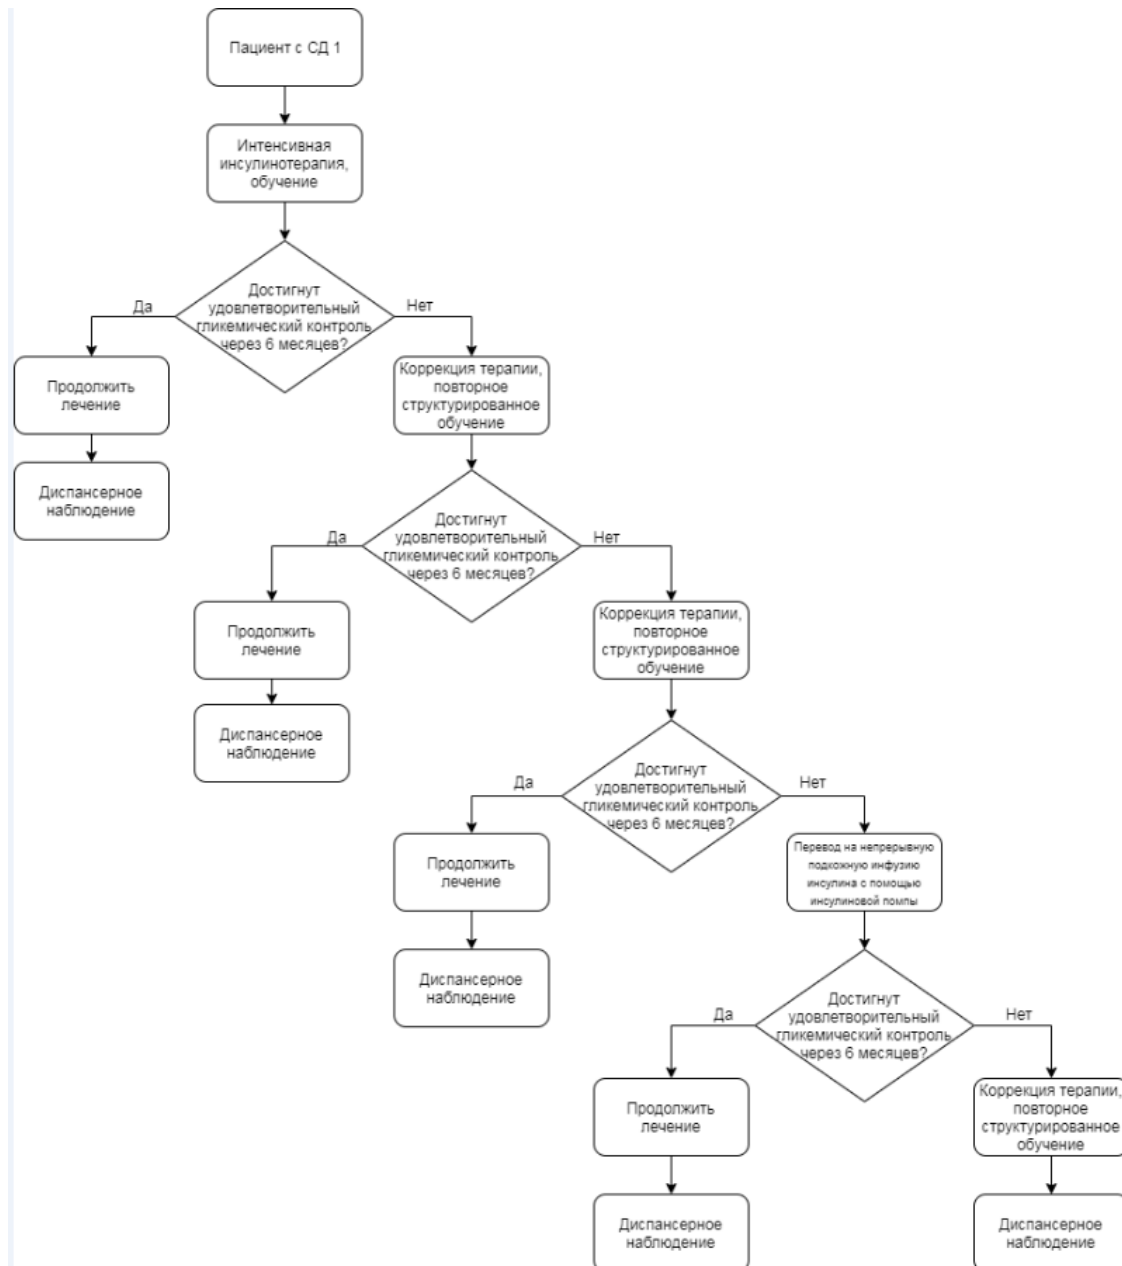 Пациент с СД 1
Интенсивная
инсулинотерапия,
обучение
Достигнут
удовлетворительный
гликемический контроль
через 6 месяцев?
Да
Нет
Продолжить
лечение
Диспансерное
наблюдение
Коррекция терапии,
повторное
структурированное
обучение
Достигнут
удовлетворительный
гликемический контроль
через 6 месяцев?
Да
Нет
Продолжить
лечение
Диспансерное
наблюдение
Коррекция терапии,
повторное
структурированное
обучение
Достигнут
удовлетворительный
гликемический контроль
через 6 месяцев?
Да
Нет
Продолжить
лечение
Диспансерное
наблюдение
Перевод на непрерывную
подкожную инфузию
инсулина с помощью
инсулиновой помпы
Достигнут
удовлетворительный
гликемический контроль
через 6 месяцев?
Да
Нет
Продолжить
лечение
Диспансерное
наблюдение
Коррекция терапии,
повторное
структурированное
обучение
Диспансерное
наблюдение